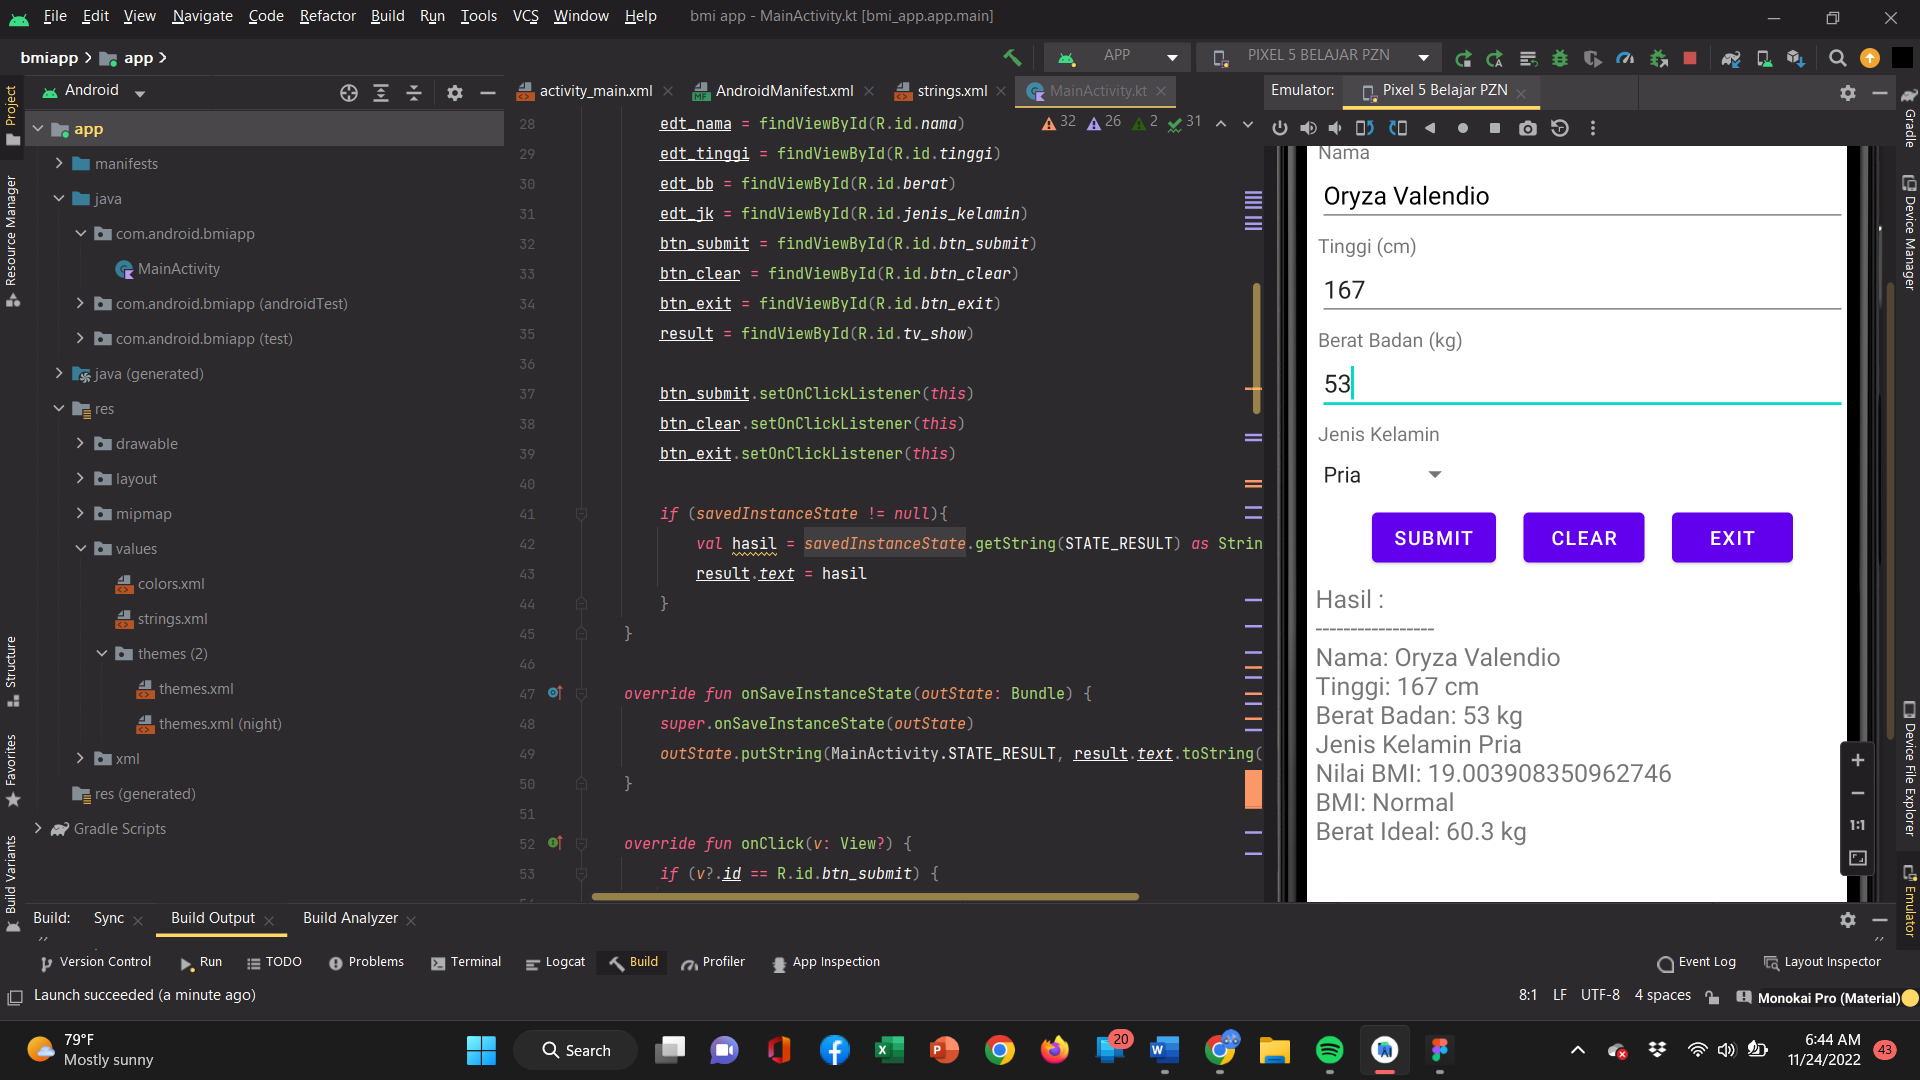 File Edit View Navigate Code Refactor Build Run Tools VCS Window Help bmi app - MainActivity.kt [bmi_app.app.main]
bmiapp app APP PIXEL 5 BELAJAR PZN
Android
activity_main.xml AndroidManifest.xml strings.xml MainActivity.kt
Emulator: Pixel 5 Belajar PZN
Project
Resource Manager
Structure
Favorites
Build Variants
app
manifests
java
com.android.bmiapp
MainActivity
com.android.bmiapp (androidTest)
com.android.bmiapp (test)
java (generated)
res
drawable
layout
mipmap
values
colors.xml
strings.xml
themes (2)
themes.xml
themes.xml (night)
xml
res (generated)
Gradle Scripts
32 26 2 31
28 edt_nama = findViewById(R.id.nama)
29 edt_tinggi = findViewById(R.id.tinggi)
30 edt_bb = findViewById(R.id.berat)
31 edt_jk = findViewById(R.id.jenis_kelamin)
32 btn_submit = findViewById(R.id.btn_submit)
33 btn_clear = findViewById(R.id.btn_clear)
34 btn_exit = findViewById(R.id.btn_exit)
35 result = findViewById(R.id.tv_show)
36
37 btn_submit.setOnClickListener(this)
38 btn_clear.setOnClickListener(this)
39 btn_exit.setOnClickListener(this)
40
41 if (savedInstanceState != null){
42 val hasil = savedInstanceState.getString(STATE_RESULT) as Strin
43 result.text = hasil
44 }
45 }
46
47 override fun onSaveInstanceState(outState: Bundle) {
48 super.onSaveInstanceState(outState)
49 outState.putString(MainActivity.STATE_RESULT, result.text.toString(
50 }
51
52 override fun onClick(v: View?) {
53 if (v?.id == R.id.btn_submit) {
Nama
Oryza Valendio
Tinggi (cm)
167
Berat Badan (kg)
53
Jenis Kelamin
Pria
SUBMIT CLEAR EXIT
Hasil :
-----------------
Nama: Oryza Valendio
Tinggi: 167 cm
Berat Badan: 53 kg
Jenis Kelamin Pria
Nilai BMI: 19.003908350962746
BMI: Normal
Berat Ideal: 60.3 kg
1:1
Gradle
Device Manager
Device File Explorer
Emulator
Build: Sync Build Output Build Analyzer
Version Control Run TODO Problems Terminal Logcat Build Profiler App Inspection Event Log Layout Inspector
Launch succeeded (a minute ago) 8:1 LF UTF-8 4 spaces Monokai Pro (Material)
79°F
Mostly sunny
Search
20
6:44 AM
11/24/2022
43